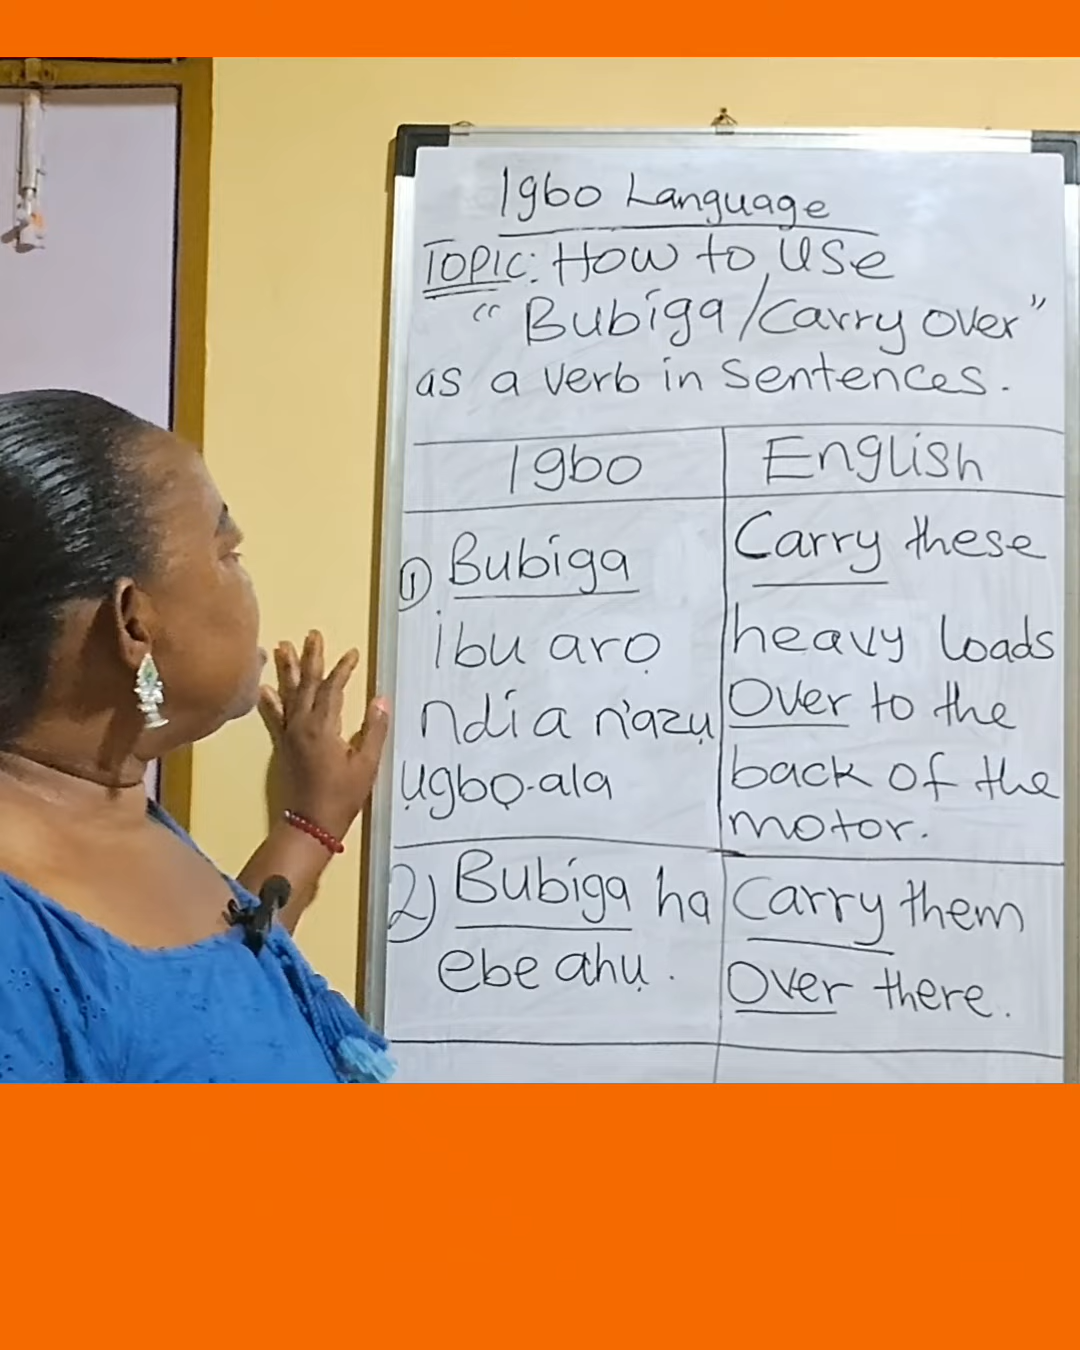 Igbo Language
TOPIC: How to Use
"Bubiga/Carry over"
as a verb in Sentences.
Igbo
English
① Bubiga
ibu arọ
ndi a n'azụ
ụgbọ-ala
Carry these
heavy loads
Over to the
back of the
motor.
2) Bubiga ha
ebe ahụ.
Carry them
Over there.